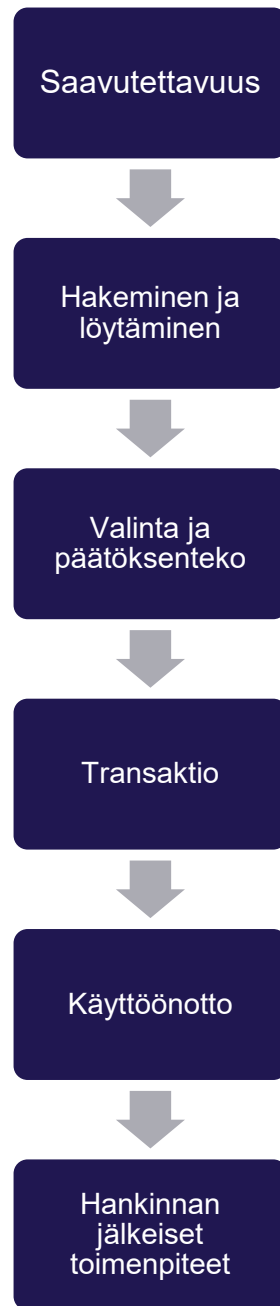 Saavutettavuus
Hakeminen ja
löytäminen
Valinta ja
päätöksenteko
Transaktio
Käyttöönotto
Hankinnan
jälkeiset
toimenpiteet